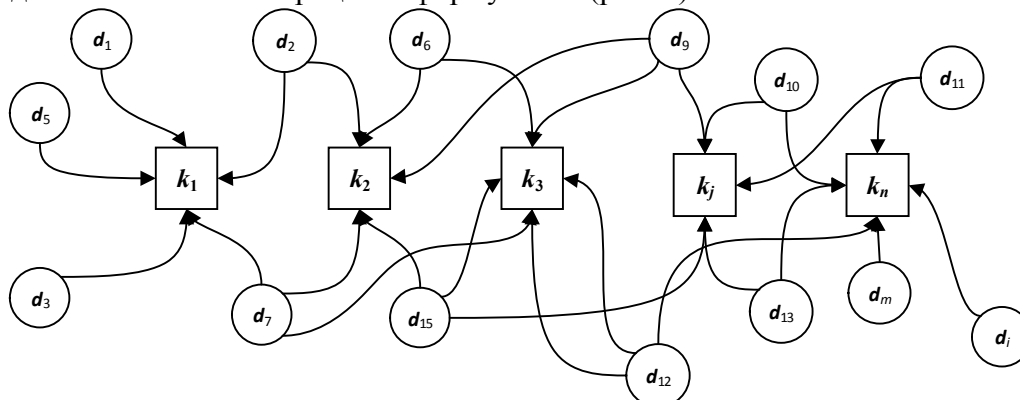 d₁
d₂
d₆
d₉
d₁₀
d₁₁
d₅
k₁
k₂
k₃
kⱼ
kₙ
d₃
d₇
d₁₅
d₁₃
dₘ
dᵢ
d₁₂